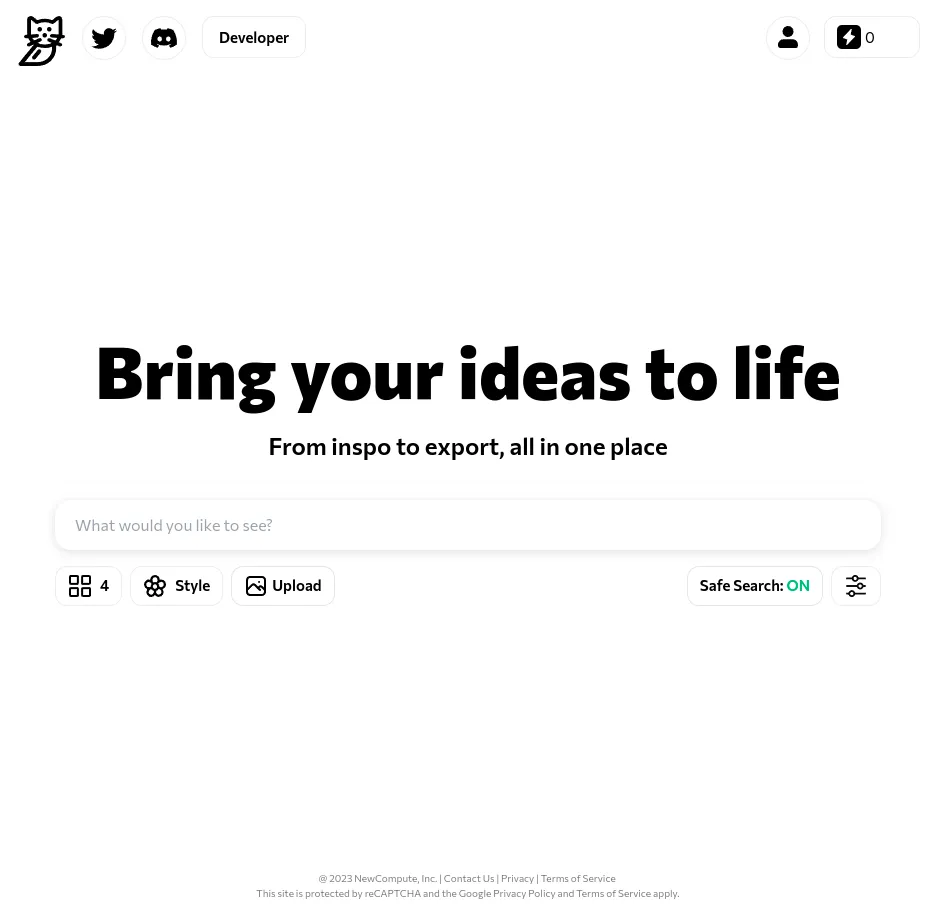 Developer
0
Bring your ideas to life
From inspo to export, all in one place
What would you like to see?
4 Style Upload Safe Search: ON
@ 2023 NewCompute, Inc. | Contact Us | Privacy | Terms of Service
This site is protected by reCAPTCHA and the Google Privacy Policy and Terms of Service apply.